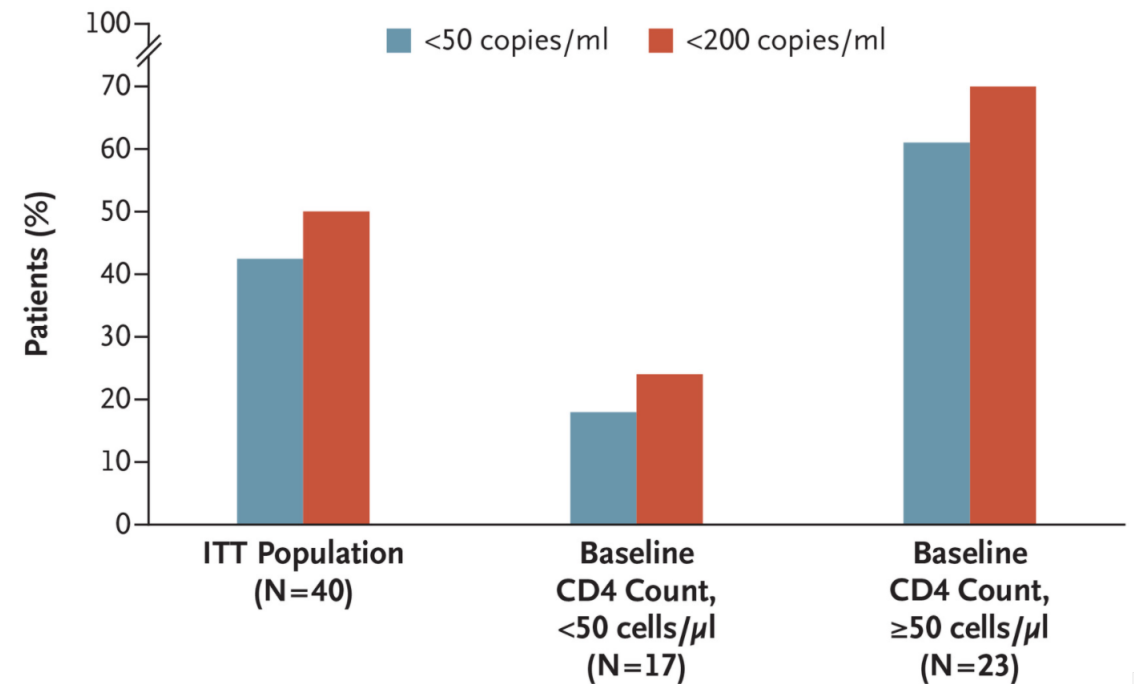 <50 copies/ml <200 copies/ml
Patients (%)
100
70
60
50
40
30
20
10
0
ITT Population
(N=40)
Baseline
CD4 Count,
<50 cells/µl
(N=17)
Baseline
CD4 Count,
≥50 cells/µl
(N=23)